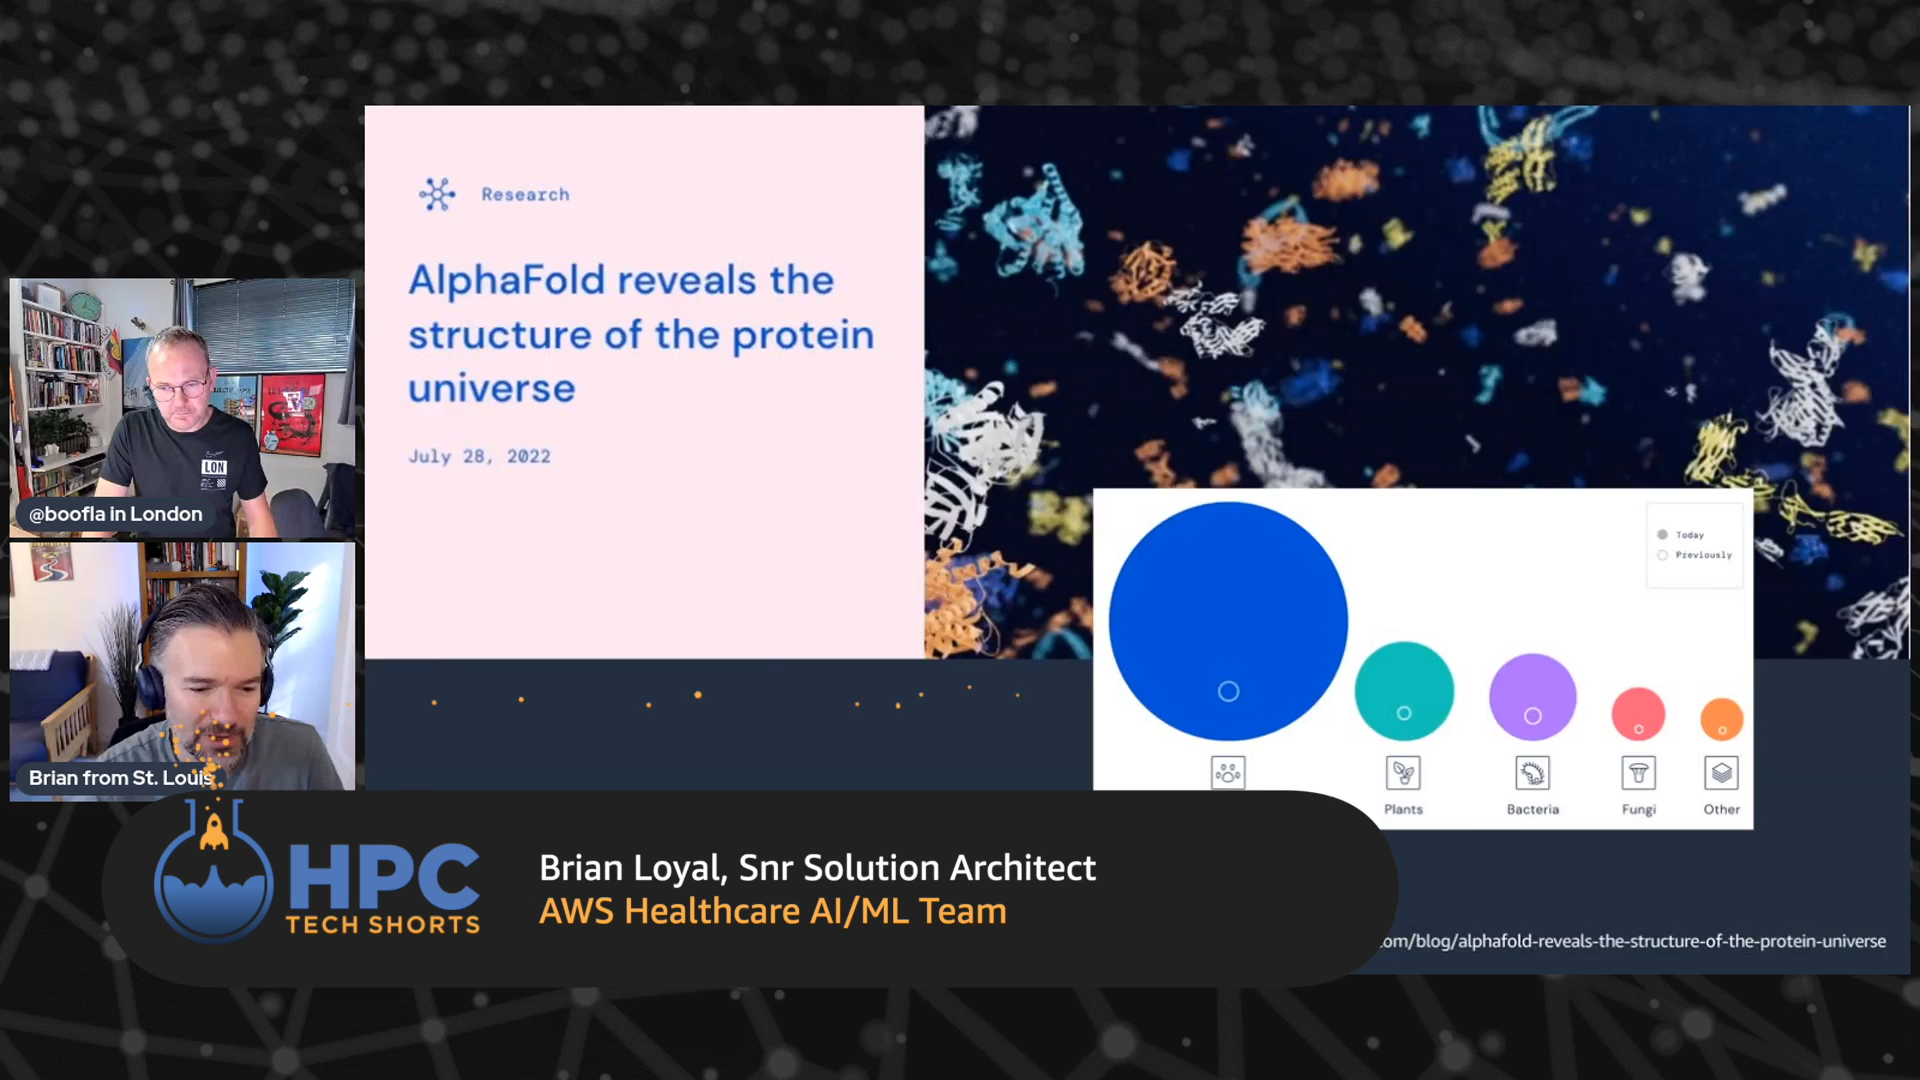 Research
AlphaFold reveals the
structure of the protein
universe
July 28, 2022
Today
Previously
Plants
Bacteria
Fungi
Other
LON
@boofla in London
Brian from St. Louis
HPC
TECH SHORTS
Brian Loyal, Snr Solution Architect
AWS Healthcare AI/ML Team
com/blog/alphafold-reveals-the-structure-of-the-protein-universe